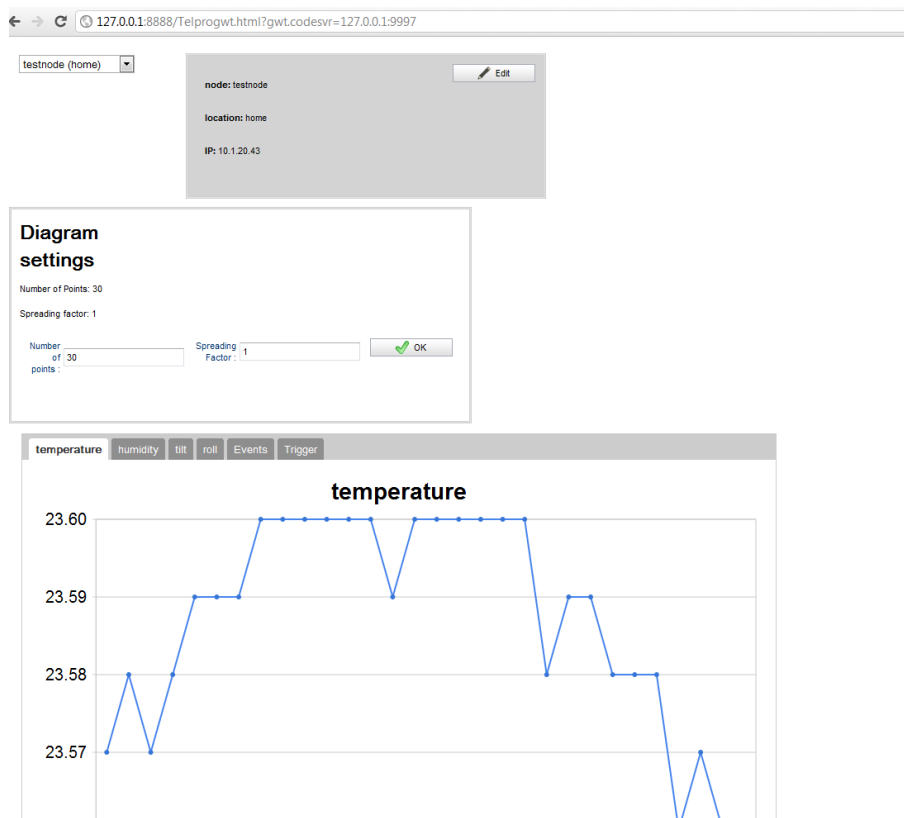 127.0.0.1:8888/Telprogwt.html?gwt.codesvr=127.0.0.1:9997
testnode (home)
Edit
node: testnode
location: home
IP: 10.1.20.43
Diagram
settings
Number of Points: 30
Spreading factor: 1
Number
of
points :
30
Spreading
Factor :
1
OK
temperature humidity tilt roll Events Trigger
temperature
23.60
23.59
23.58
23.57